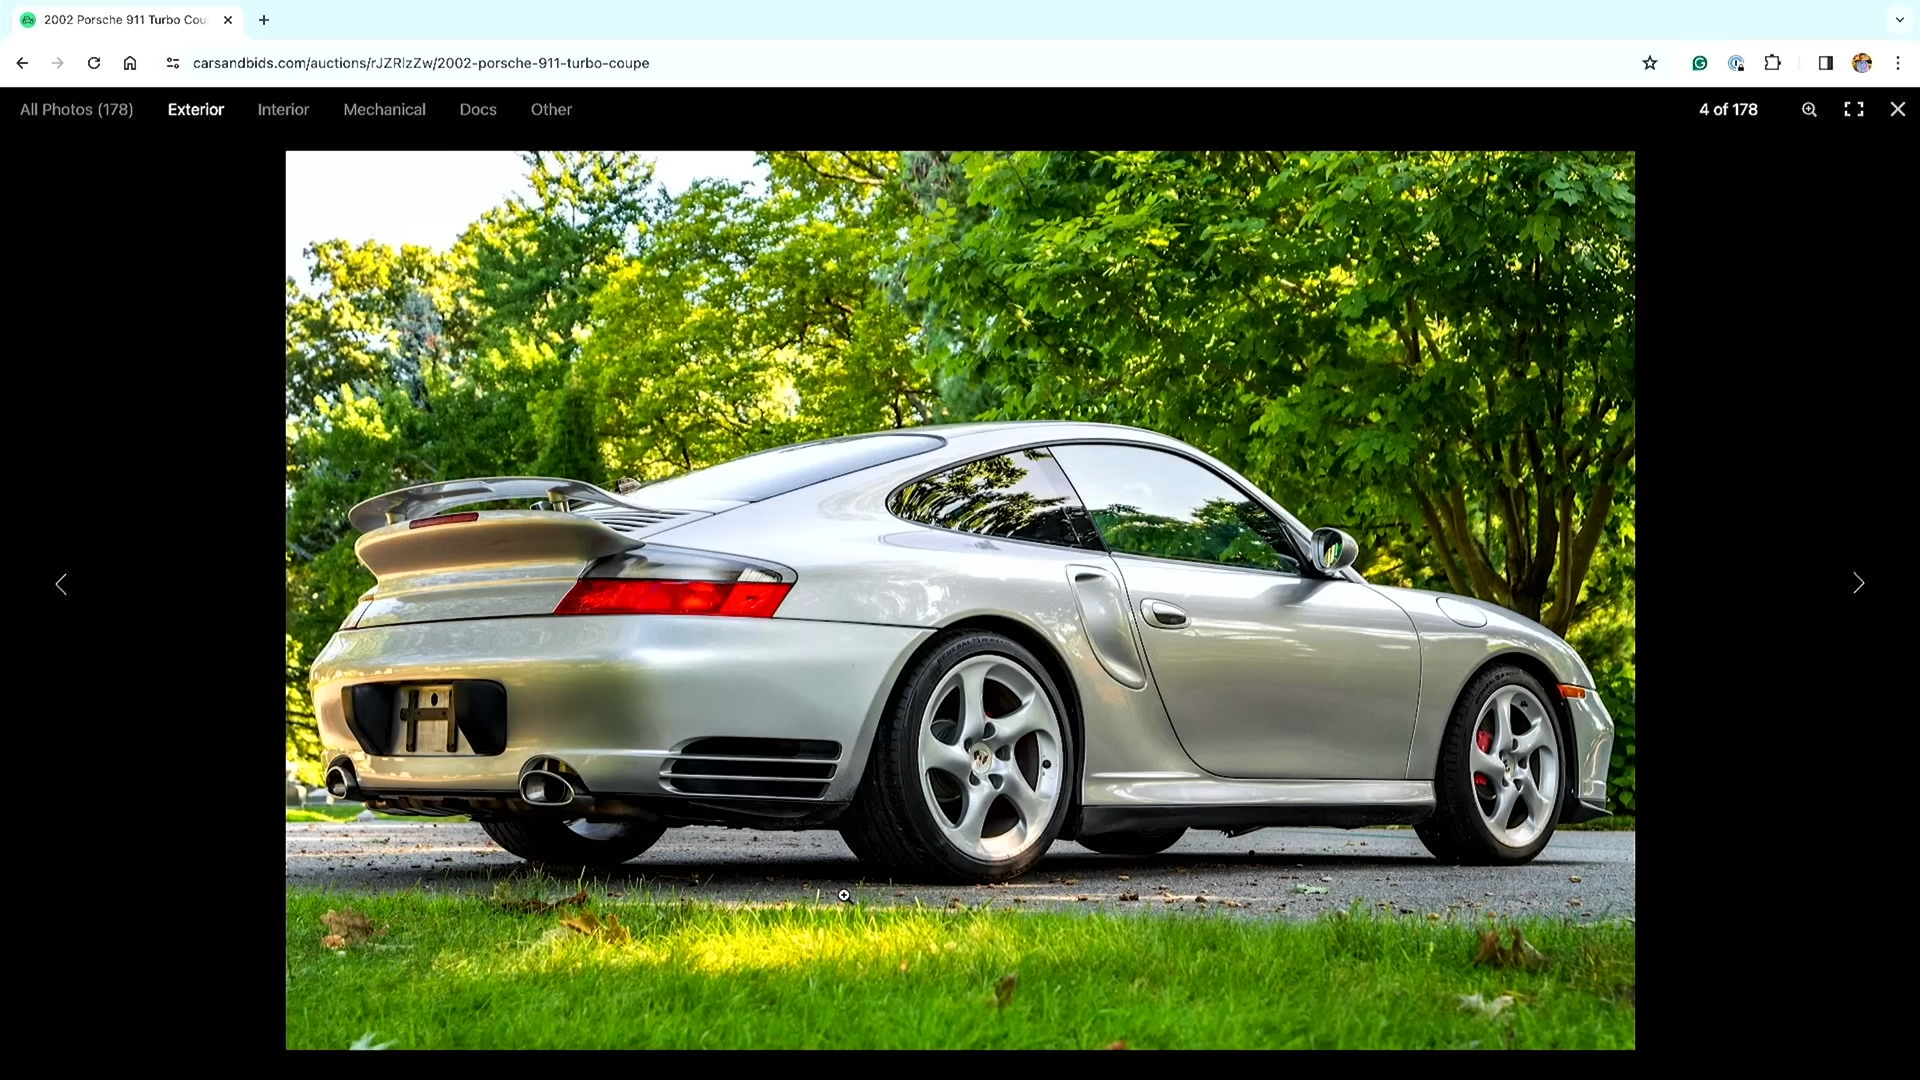 2002 Porsche 911 Turbo Cou
carsandbids.com/auctions/rJZRlzZw/2002-porsche-911-turbo-coupe
All Photos (178) Exterior Interior Mechanical Docs Other 4 of 178